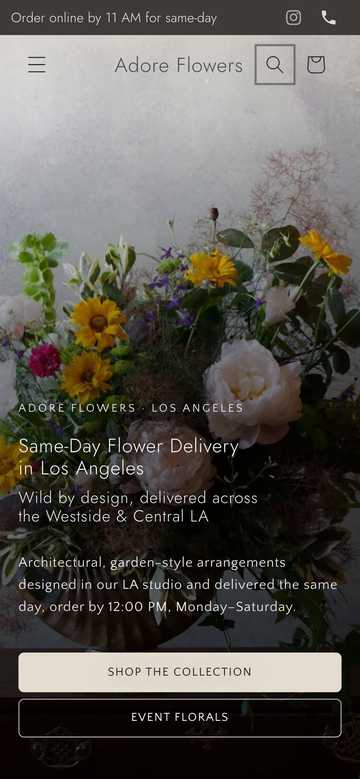 Order online by 11 AM for same-day
Adore Flowers
ADORE FLOWERS · LOS ANGELES
Same-Day Flower Delivery
in Los Angeles
Wild by design, delivered across
the Westside & Central LA
Architectural, garden-style arrangements
designed in our LA studio and delivered the same
day, order by 12:00 PM, Monday–Saturday.
SHOP THE COLLECTION
EVENT FLORALS